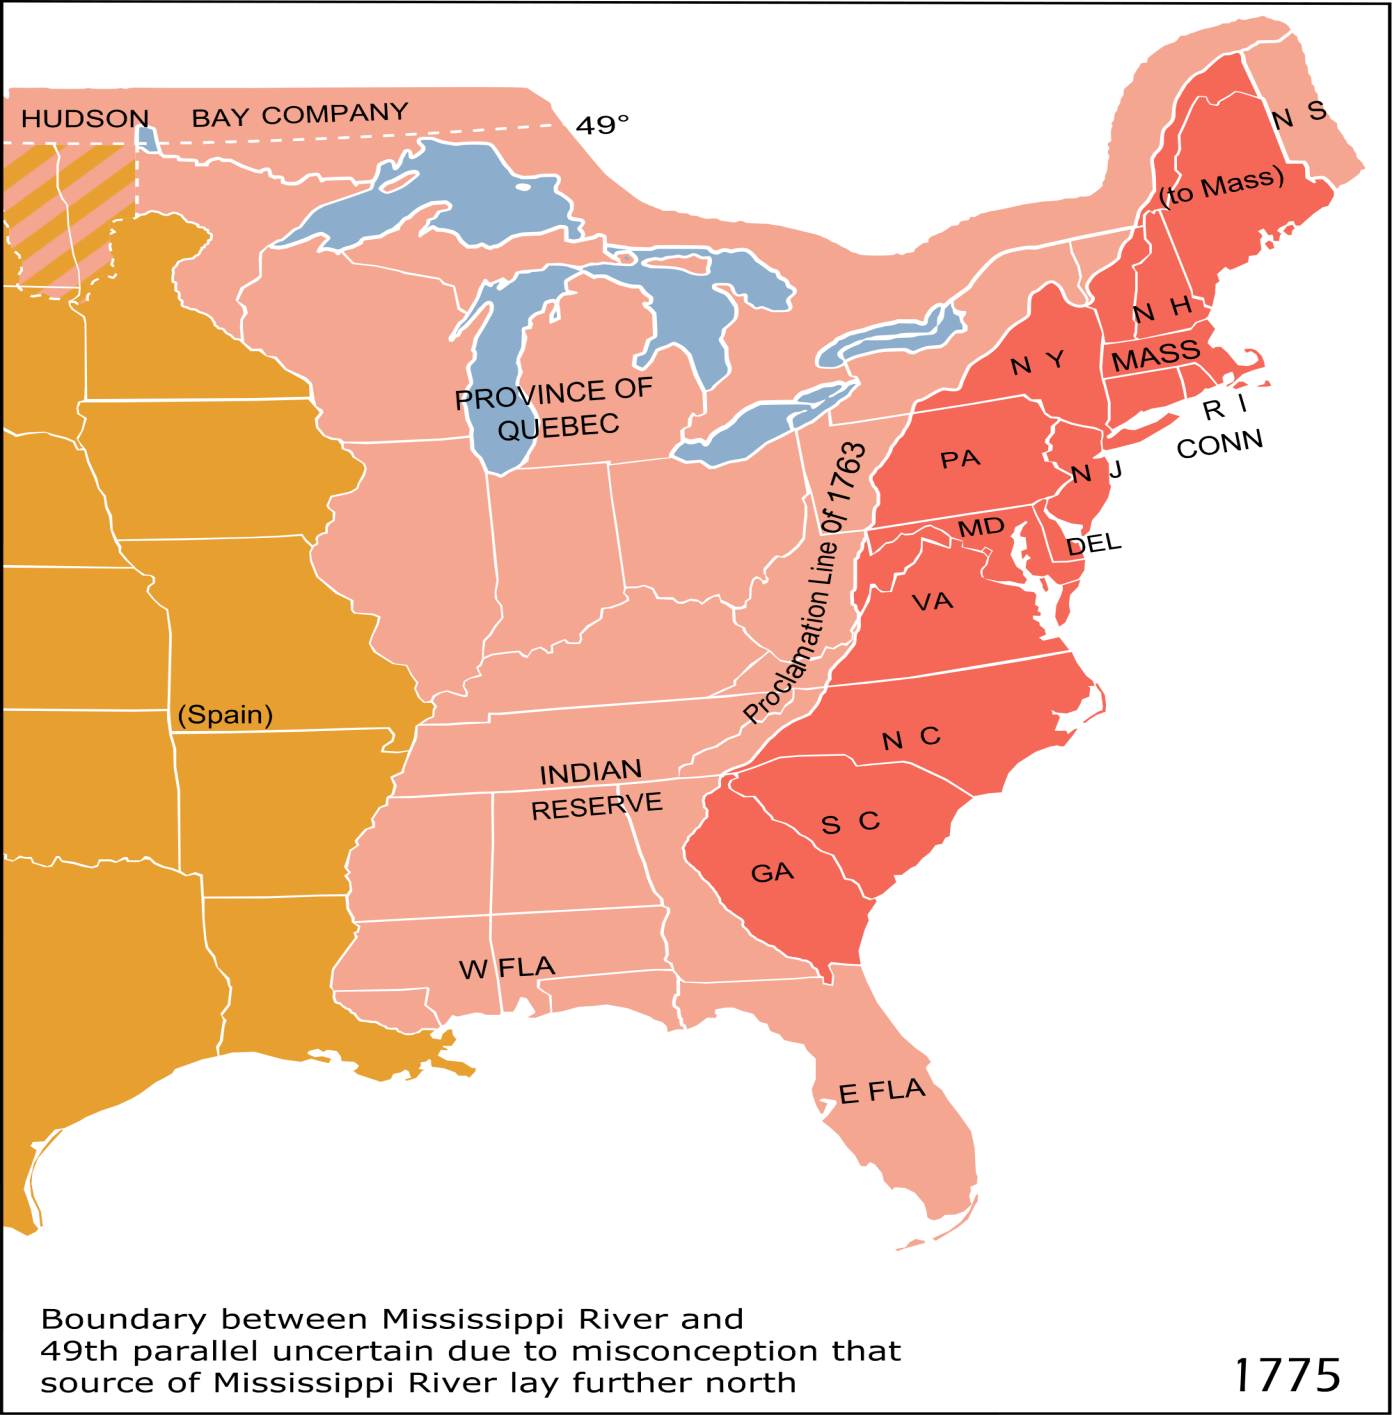 HUDSON BAY COMPANY
49°
N S
(to Mass)
N H
N Y
MASS
PROVINCE OF
QUEBEC
R I
CONN
PA
N J
Proclamation Line of 1763
MD
DEL
VA
(Spain)
N C
INDIAN
RESERVE
S C
GA
W FLA
E FLA
Boundary between Mississippi River and
49th parallel uncertain due to misconception that
source of Mississippi River lay further north
1775